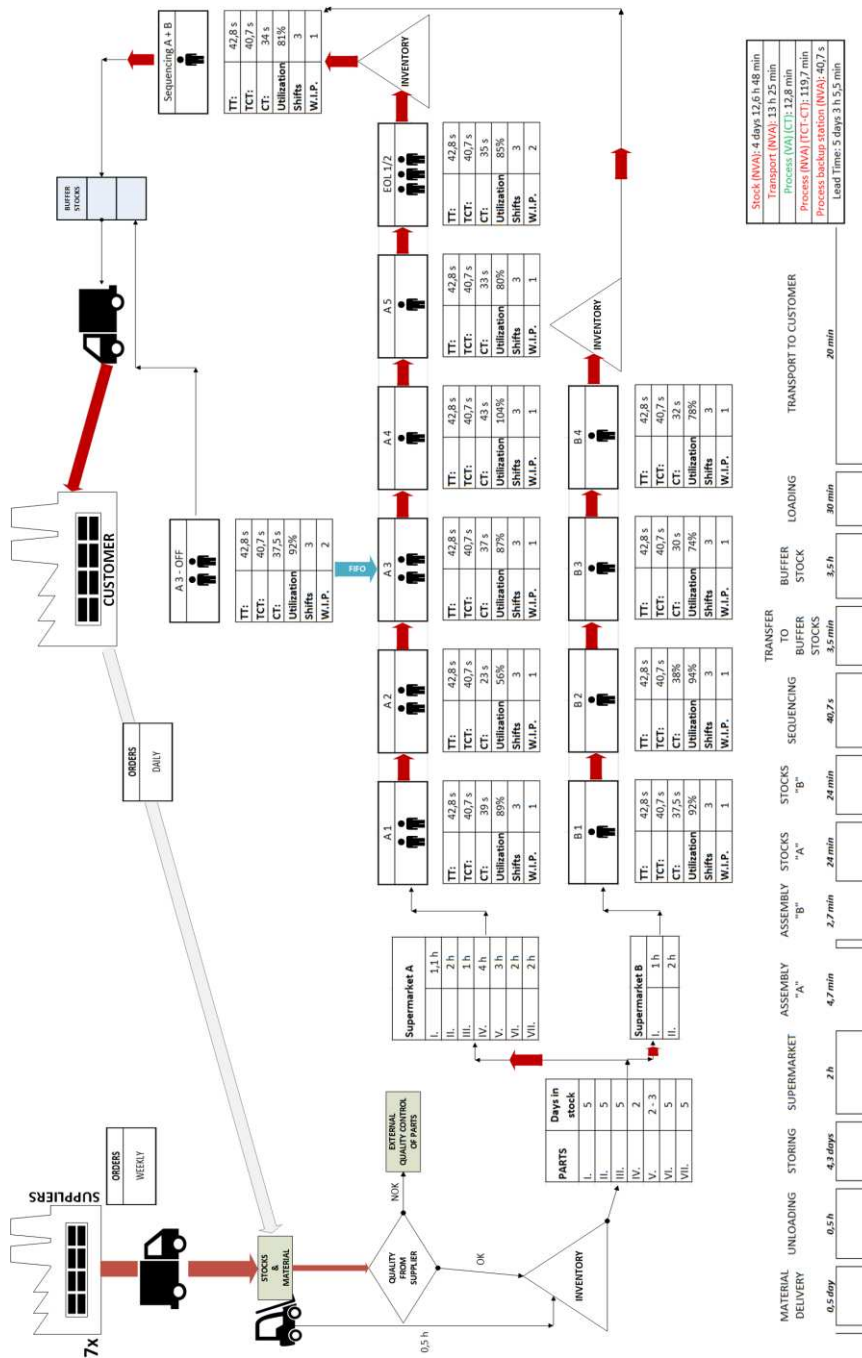 7x
SUPPLIERS
ORDERS
WEEKLY
STOCKS
&
MATERIAL
0,5 h
QUALITY
FROM
SUPPLIER
NOK
EXTERNAL
QUALITY CONTROL
OF PARTS
OK
INVENTORY
PARTS Days in stock
I. 5
II. 5
III. 5
IV. 2
V. 2 - 3
VI. 5
VII. 5
Supermarket A
I. 1,1 h
II. 2 h
III. 1 h
IV. 4 h
V. 3 h
VI. 2 h
VII. 2 h
Supermarket B
I. 1 h
II. 2 h
ORDERS
DAILY
CUSTOMER
BUFFER
STOCKS
Sequencing A + B
TT: 42,8 s
TCT: 40,7 s
CT: 34 s
Utilization 81%
Shifts 3
W.I.P. 1
INVENTORY
A 3 - OFF
TT: 42,8 s
TCT: 40,7 s
CT: 37,5 s
Utilization 92%
Shifts 3
W.I.P. 2
FIFO
A 1
TT: 42,8 s
TCT: 40,7 s
CT: 39 s
Utilization 89%
Shifts 3
W.I.P. 1
A 2
TT: 42,8 s
TCT: 40,7 s
CT: 23 s
Utilization 56%
Shifts 3
W.I.P. 1
A 3
TT: 42,8 s
TCT: 40,7 s
CT: 37 s
Utilization 87%
Shifts 3
W.I.P. 1
A 4
TT: 42,8 s
TCT: 40,7 s
CT: 43 s
Utilization 104%
Shifts 3
W.I.P. 1
A 5
TT: 42,8 s
TCT: 40,7 s
CT: 33 s
Utilization 80%
Shifts 3
W.I.P. 1
EOL 1/2
TT: 42,8 s
TCT: 40,7 s
CT: 35 s
Utilization 85%
Shifts 3
W.I.P. 2
B 1
TT: 42,8 s
TCT: 40,7 s
CT: 37,5 s
Utilization 92%
Shifts 3
W.I.P. 1
B 2
TT: 42,8 s
TCT: 40,7 s
CT: 38%
Utilization 94%
Shifts 3
W.I.P. 1
B 3
TT: 42,8 s
TCT: 40,7 s
CT: 30 s
Utilization 74%
Shifts 3
W.I.P. 1
B 4
TT: 42,8 s
TCT: 40,7 s
CT: 32 s
Utilization 78%
Shifts 3
W.I.P. 1
INVENTORY
MATERIAL
DELIVERY
0,5 day
UNLOADING
0,5 h
STORING
4,3 days
SUPERMARKET
2 h
ASSEMBLY
"A"
4,7 min
ASSEMBLY
"B"
2,7 min
STOCKS
"A"
24 min
STOCKS
"B"
24 min
SEQUENCING
40,7 s
TRANSFER
TO
BUFFER
STOCKS
3,5 min
BUFFER
STOCK
3,5 h
LOADING
30 min
TRANSPORT TO CUSTOMER
20 min
Stock (NVA): 4 days 12,6 h 48 min
Transport (NVA): 13 h 25 min
Process (VA) (CT): 12,8 min
Process (NVA) (TCT-CT): 119,7 min
Process backup station (NVA): 40,7 s
Lead Time: 5 days 3 h 5,5 min